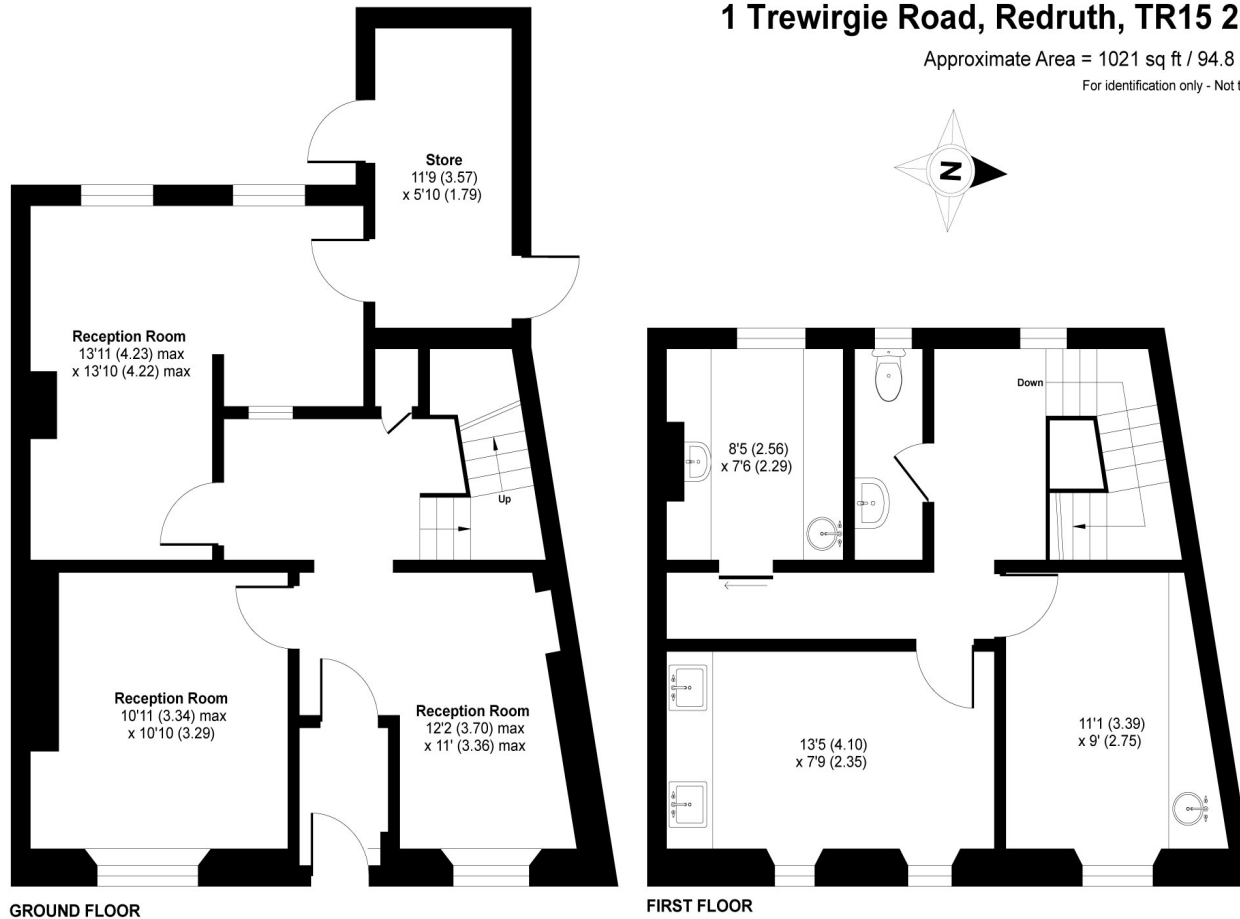 1 Trewirgie Road, Redruth, TR15 2
Approximate Area = 1021 sq ft / 94.8
For identification only - Not t
N
Store
11'9 (3.57)
x 5'10 (1.79)
Reception Room
13'11 (4.23) max
x 13'10 (4.22) max
Up
Reception Room
10'11 (3.34) max
x 10'10 (3.29)
Reception Room
12'2 (3.70) max
x 11' (3.36) max
GROUND FLOOR
Down
8'5 (2.56)
x 7'6 (2.29)
13'5 (4.10)
x 7'9 (2.35)
11'1 (3.39)
x 9' (2.75)
FIRST FLOOR